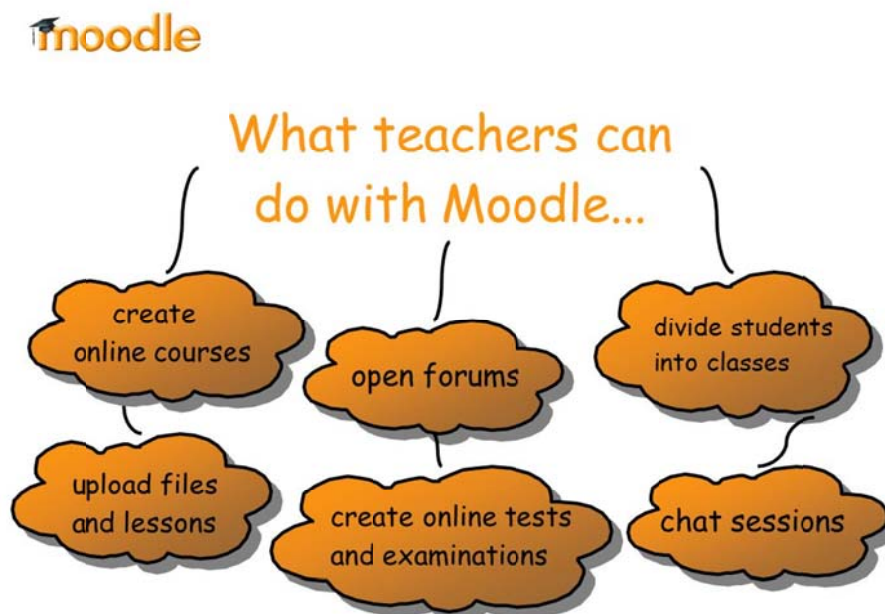 moodle
What teachers can
do with Moodle...
create
online courses
open forums
divide students
into classes
upload files
and lessons
create online tests
and examinations
chat sessions